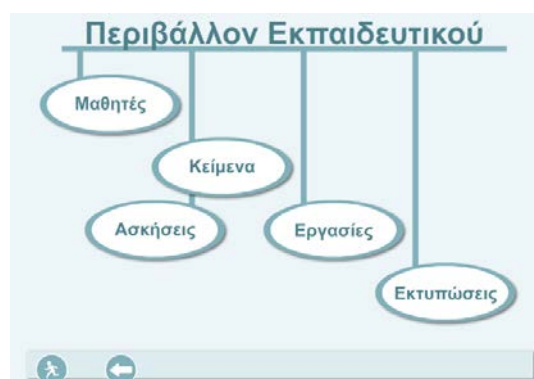 Περιβάλλον Εκπαιδευτικού
Μαθητές
Κείμενα
Ασκήσεις
Εργασίες
Εκτυπώσεις